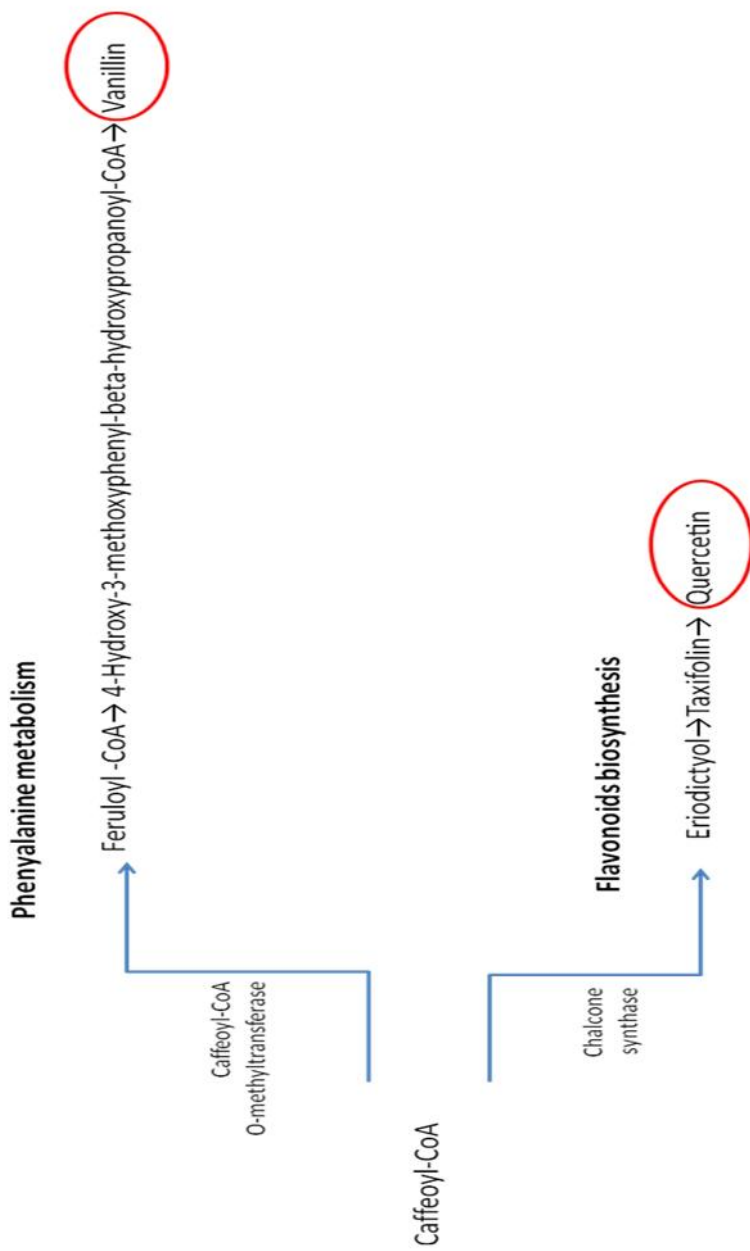 Phenyalanine metabolism
Feruloyl -CoA→ 4-Hydroxy-3-methoxyphenyl-beta-hydroxypropanoyl-CoA→ Vanillin
Caffeoyl-CoA
O-methyltransferase
Caffeoyl-CoA
Chalcone
synthase
Flavonoids biosynthesis
Eriodictyol→Taxifolin→ Quercetin